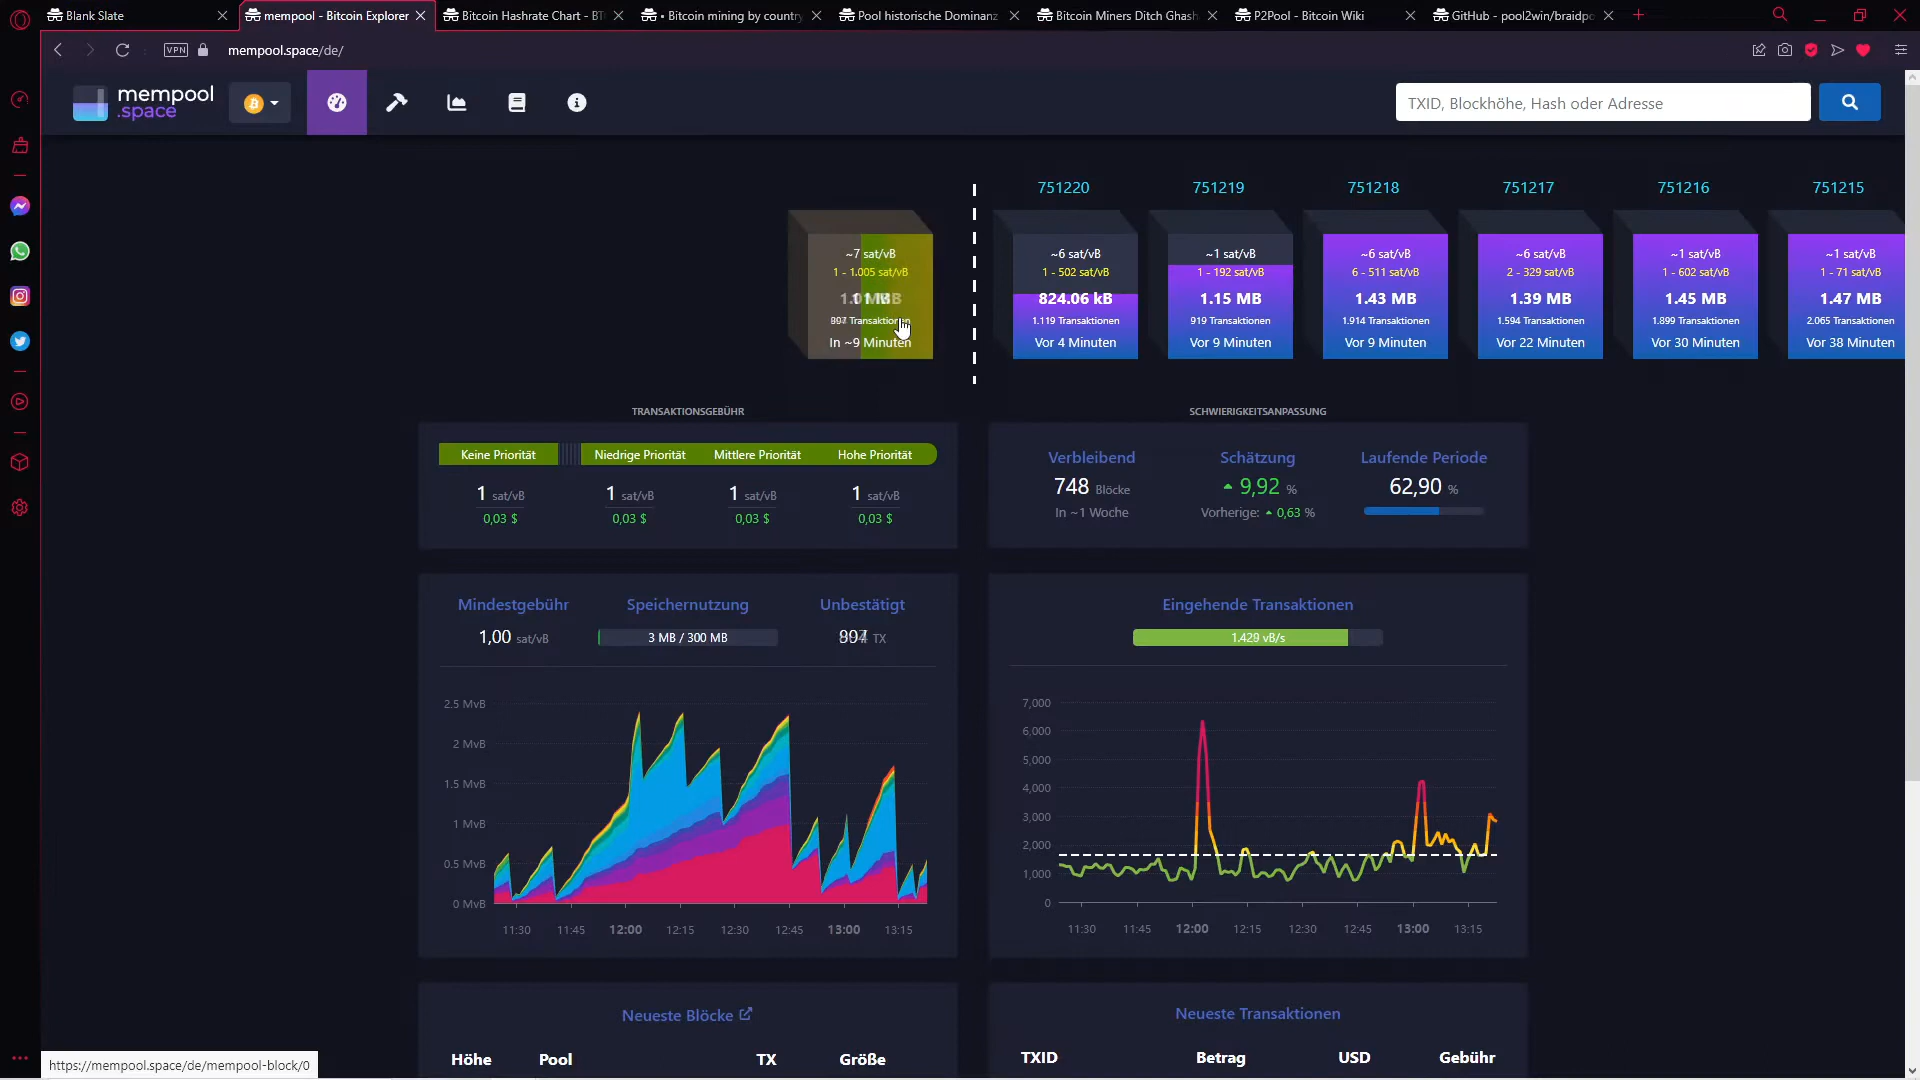 Blank Slate
mempool - Bitcoin Explorer
Bitcoin Hashrate Chart - BT
• Bitcoin mining by country
Pool historische Dominanz
Bitcoin Miners Ditch Ghash
P2Pool - Bitcoin Wiki
GitHub - pool2win/braidpo
VPN
mempool.space/de/
mempool
.space
TXID, Blockhöhe, Hash oder Adresse
751220
751219
751218
751217
751216
751215
~7 sat/vB
1 - 1.005 sat/vB
Transaktionen
In ~9 Minuten
~6 sat/vB
1 - 502 sat/vB
824.06 kB
1.119 Transaktionen
Vor 4 Minuten
~1 sat/vB
1 - 192 sat/vB
1.15 MB
919 Transaktionen
Vor 9 Minuten
~6 sat/vB
6 - 511 sat/vB
1.43 MB
1.914 Transaktionen
Vor 9 Minuten
~6 sat/vB
2 - 329 sat/vB
1.39 MB
1.594 Transaktionen
Vor 22 Minuten
~1 sat/vB
1 - 602 sat/vB
1.45 MB
1.899 Transaktionen
Vor 30 Minuten
~1 sat/vB
1 - 71 sat/vB
1.47 MB
2.065 Transaktionen
Vor 38 Minuten
TRANSAKTIONSGEBÜHR
Keine Priorität
Niedrige Priorität
Mittlere Priorität
Hohe Priorität
1 sat/vB
1 sat/vB
1 sat/vB
1 sat/vB
0,03 $
0,03 $
0,03 $
0,03 $
SCHWIERIGKEITSANPASSUNG
Verbleibend
Schätzung
Laufende Periode
748 Blöcke
9,92 %
62,90 %
In ~1 Woche
Vorherige: 0,63 %
Mindestgebühr
Speichernutzung
Unbestätigt
1,00 sat/vB
3 MB / 300 MB
TX
2.5 MvB
2 MvB
1.5 MvB
1 MvB
0.5 MvB
0 MvB
11:30
11:45
12:00
12:15
12:30
12:45
13:00
13:15
Eingehende Transaktionen
1.429 vB/s
7,000
6,000
5,000
4,000
3,000
2,000
1,000
0
11:30
11:45
12:00
12:15
12:30
12:45
13:00
13:15
Neueste Blöcke
Höhe
Pool
TX
Größe
Neueste Transaktionen
TXID
Betrag
USD
Gebühr
https://mempool.space/de/mempool-block/0